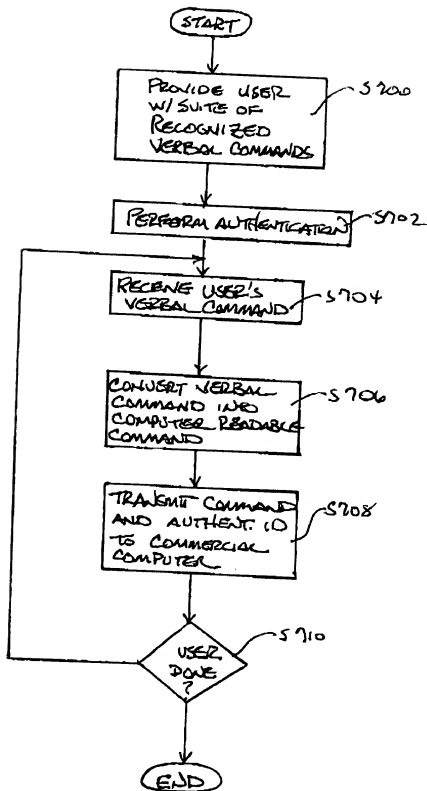 START
PROVIDE USER
W/ SUITE OF
RECOGNIZED
VERBAL COMMANDS
S700
PERFORM AUTHENTICATION
S702
RECEIVE USER'S
VERBAL COMMAND
S704
CONVERT VERBAL
COMMAND INTO
COMPUTER READABLE
COMMAND
S706
TRANSMIT COMMAND
AND AUTHENT. ID
TO COMMERCIAL
COMPUTER
S708
USER
DONE
?
S710
END